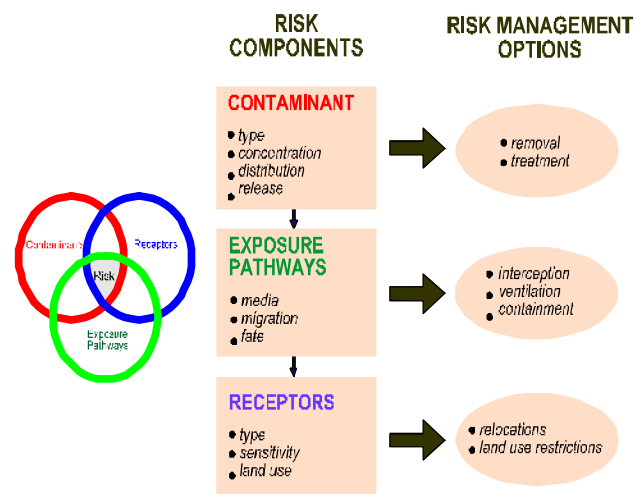 RISK
COMPONENTS
RISK MANAGEMENT
OPTIONS
CONTAMINANT
• type
• concentration
• distribution
• release
• removal
• treatment
Contaminants
Receptors
Risk
Exposure
Pathways
EXPOSURE
PATHWAYS
• media
• migration
• fate
• interception
• ventilation
• containment
RECEPTORS
• type
• sensitivity
• land use
• relocations
• land use restrictions